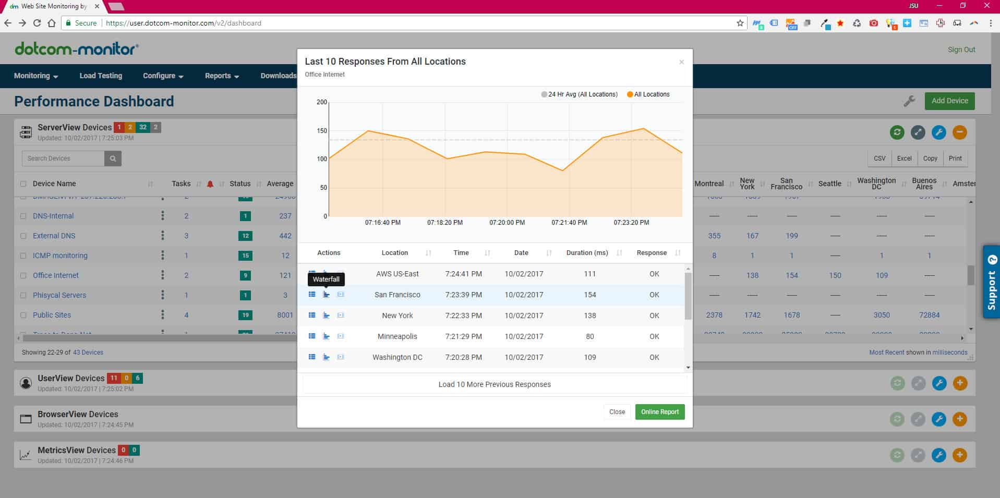 Web Site Monitoring by
JSU
Secure https://user.dotcom-monitor.com/v2/dashboard
8
OFF
5
dotcom-monitor®
Sign Out
Monitoring Load Testing Configure Reports Downloads
Performance Dashboard
Add Device
ServerView Devices 1 2 32 2
Updated: 10/02/2017 | 7:25:03 PM
Search Devices
CSV Excel Copy Print
Device Name Tasks Status Average
Montreal New York San Francisco Seattle Washington DC Buenos Aires Amster
DNS-Internal 2 1 237 ----- ----- ----- ----- ----- -----
External DNS 3 12 442 355 167 199 ----- ----- -----
ICMP monitoring 1 15 12 8 1 1 ----- 1 1
Office Internet 2 9 121 ----- 138 154 150 109 -----
Phisycal Servers 1 1 3 ----- ----- ----- ----- ----- -----
Public Sites 4 19 8001 2378 1742 1678 ----- 3050 72884
Showing 22-29 of 43 Devices
Most Recent shown in milliseconds
UserView Devices 11 0 6
Updated: 10/02/2017 | 7:25:02 PM
BrowserView Devices
Updated: 10/02/2017 | 7:24:45 PM
MetricsView Devices 0 0
Updated: 10/02/2017 | 7:24:46 PM
Support ?
Last 10 Responses From All Locations ×
Office Internet
24 Hr Avg (All Locations) All Locations
200
150
100
50
0
07:16:40 PM 07:18:20 PM 07:20:00 PM 07:21:40 PM 07:23:20 PM
Actions Location Time Date Duration (ms) Response
AWS US-East 7:24:41 PM 10/02/2017 111 OK
Waterfall
San Francisco 7:23:39 PM 10/02/2017 154 OK
New York 7:22:33 PM 10/02/2017 138 OK
Minneapolis 7:21:29 PM 10/02/2017 80 OK
Washington DC 7:20:28 PM 10/02/2017 109 OK
Load 10 More Previous Responses
Close Online Report